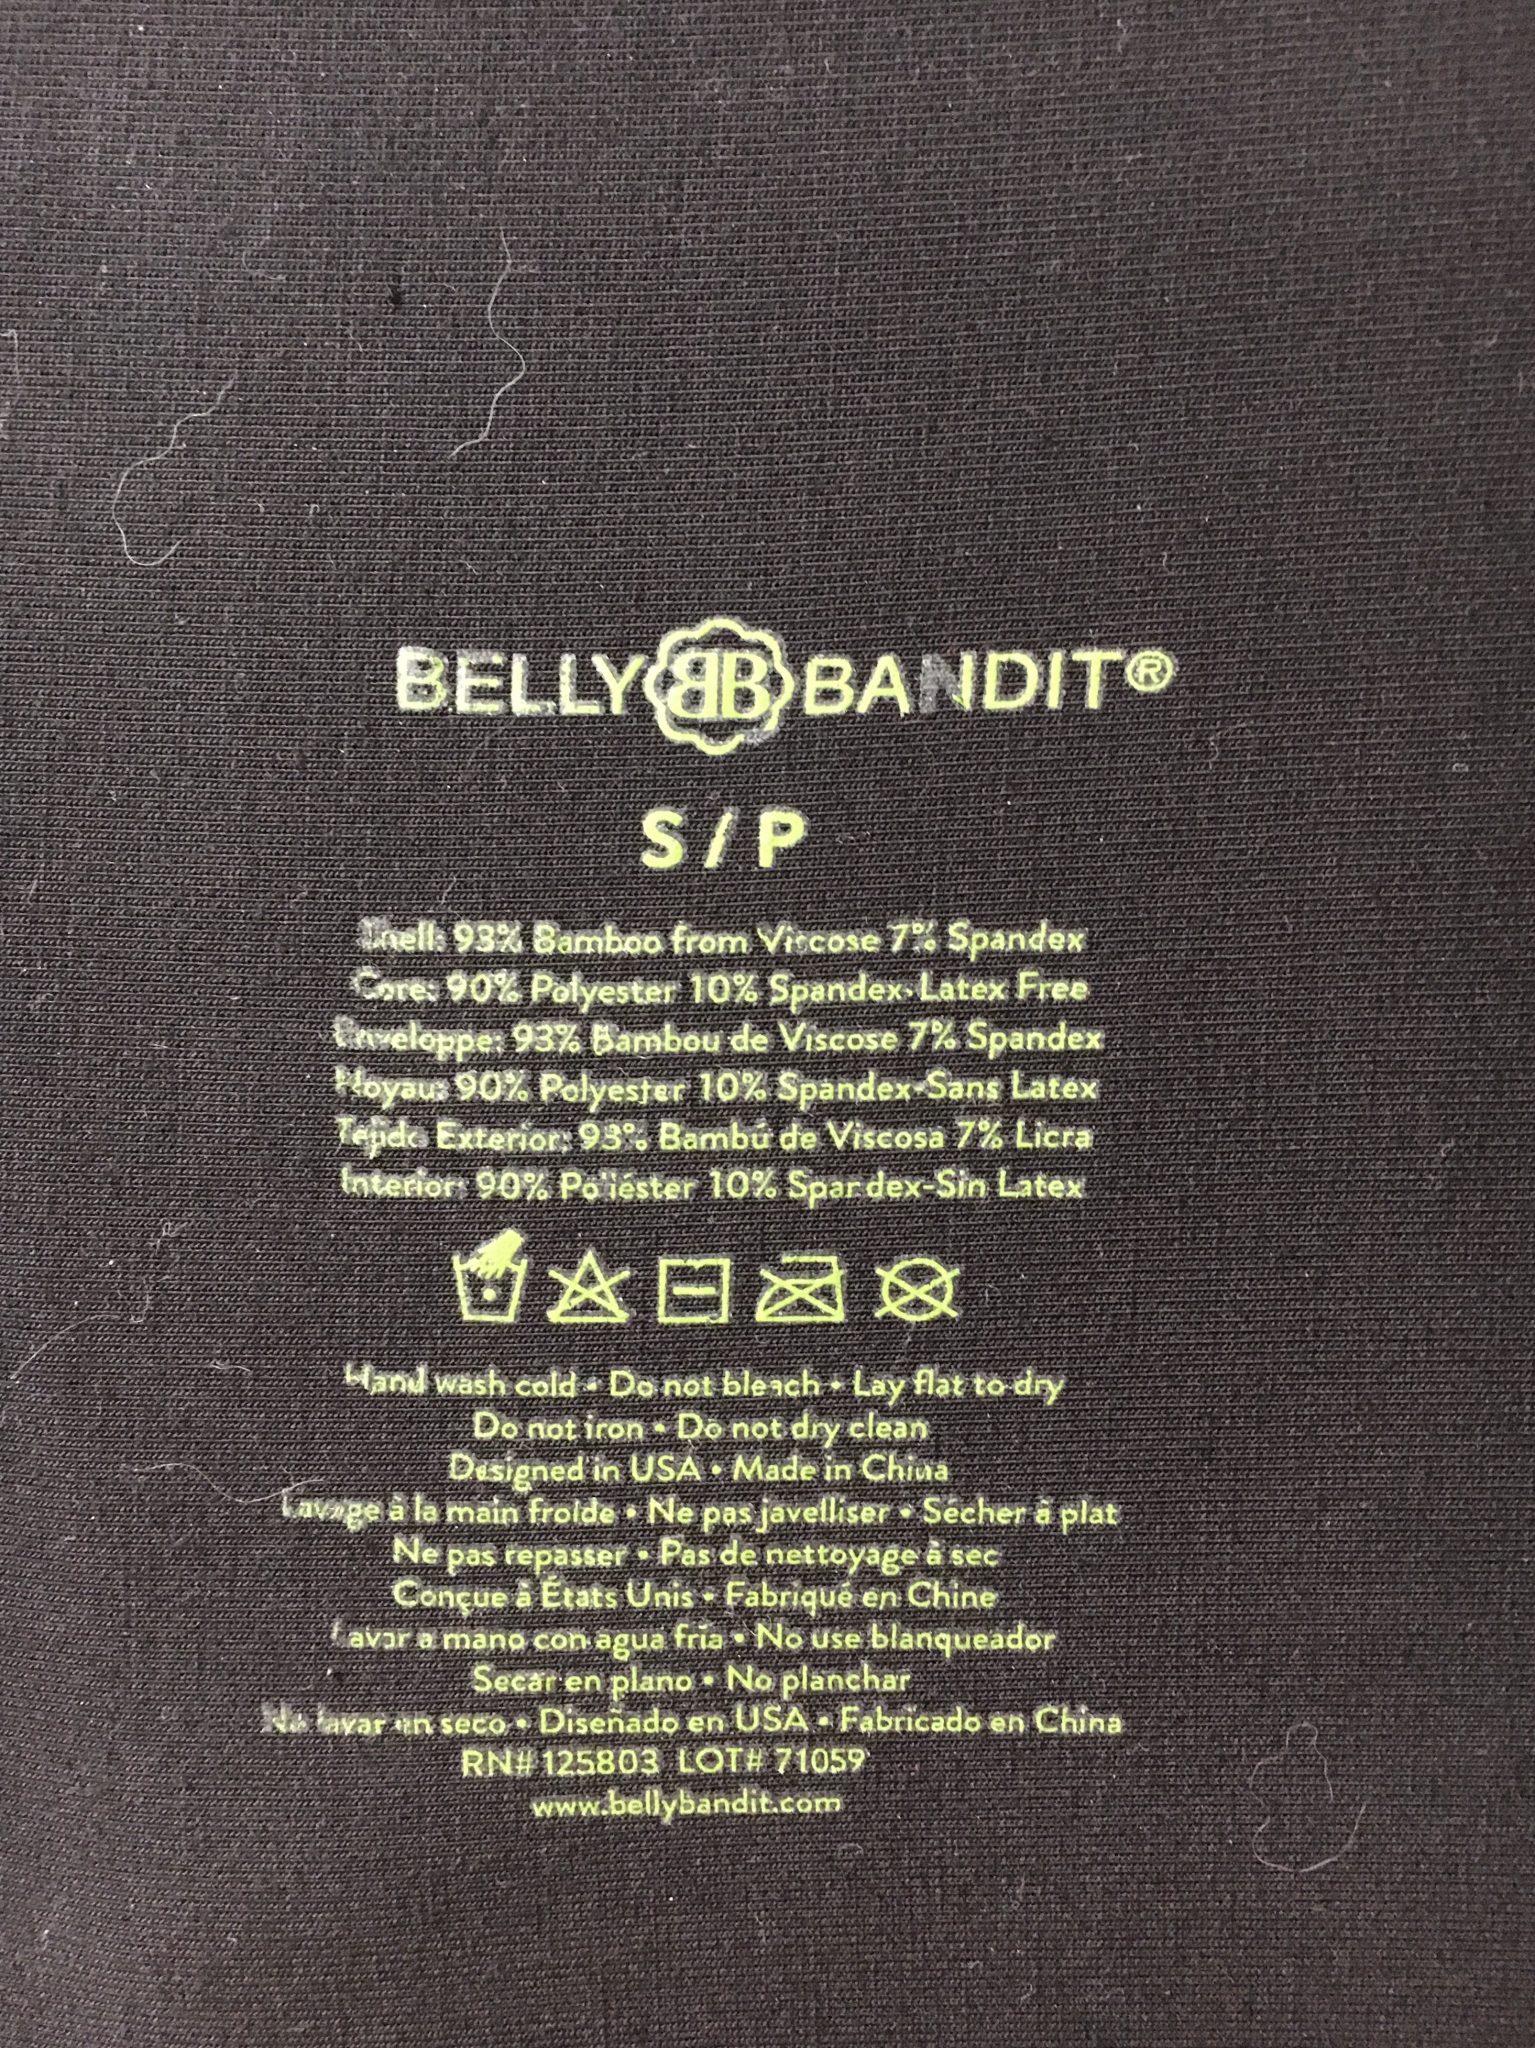 BELLY BB BANDIT®
S / P
Shell: 93% Bamboo from Viscose 7% Spandex
Core: 90% Polyester 10% Spandex-Latex Free
Enveloppe: 93% Bambou de Viscose 7% Spandex
Noyau: 90% Polyester 10% Spandex-Sans Latex
Tejido Exterior: 93% Bambú de Viscosa 7% Licra
Interior: 90% Poliéster 10% Spandex-Sin Latex
Hand wash cold • Do not bleach • Lay flat to dry
Do not iron • Do not dry clean
Designed in USA • Made in China
Lavage à la main froide • Ne pas javelliser • Sécher à plat
Ne pas repasser • Pas de nettoyage à sec
Conçue à États Unis • Fabriqué en Chine
Lavar a mano con agua fría • No use blanqueador
Secar en plano • No planchar
No lavar en seco • Diseñado en USA • Fabricado en China
RN# 125803 LOT# 71059
www.bellybandit.com